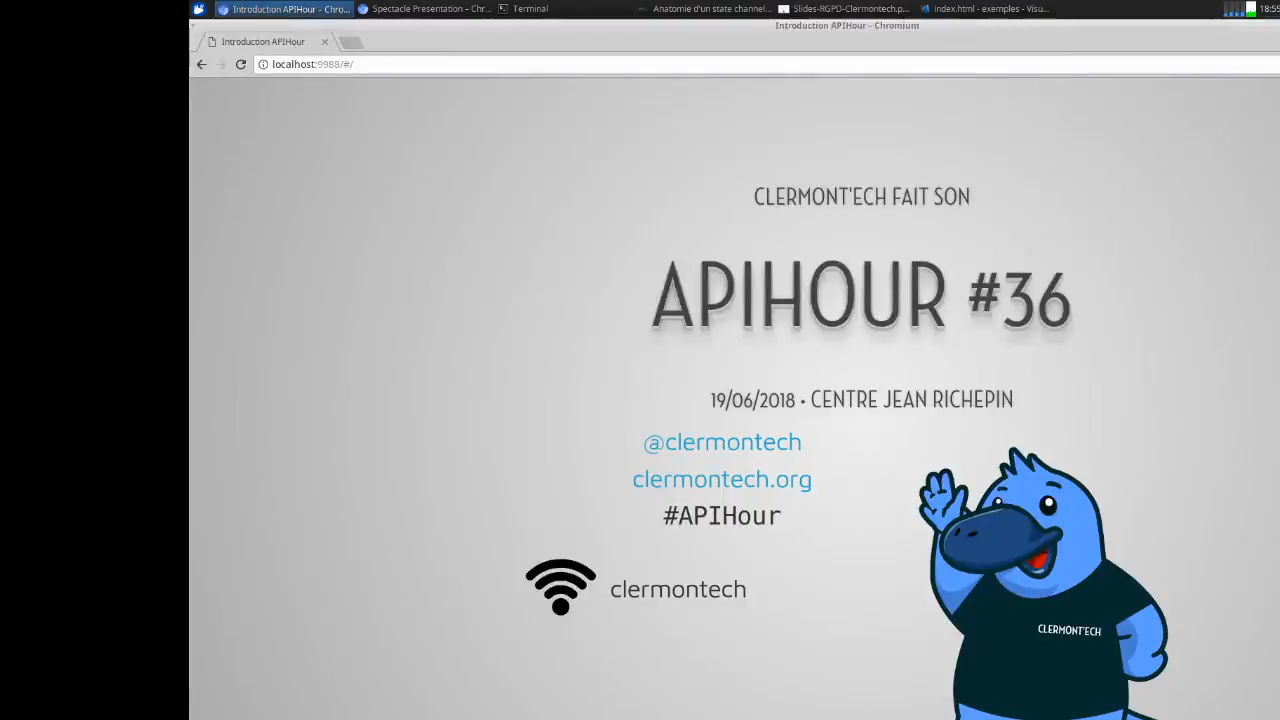 Introduction APIHour – Chro...
Spectacle Presentation – Chr...
Terminal
Anatomie d'un state channel...
Slides-RGPD-Clermontech.p...
index.html - exemples - Visu...
18:55
Introduction APIHour – Chromium
Introduction APIHour
localhost:9988/#/
CLERMONT'ECH FAIT SON
APIHOUR #36
19/06/2018 • CENTRE JEAN RICHEPIN
@clermontech
clermontech.org
#APIHour
clermontech
CLERMONT'ECH